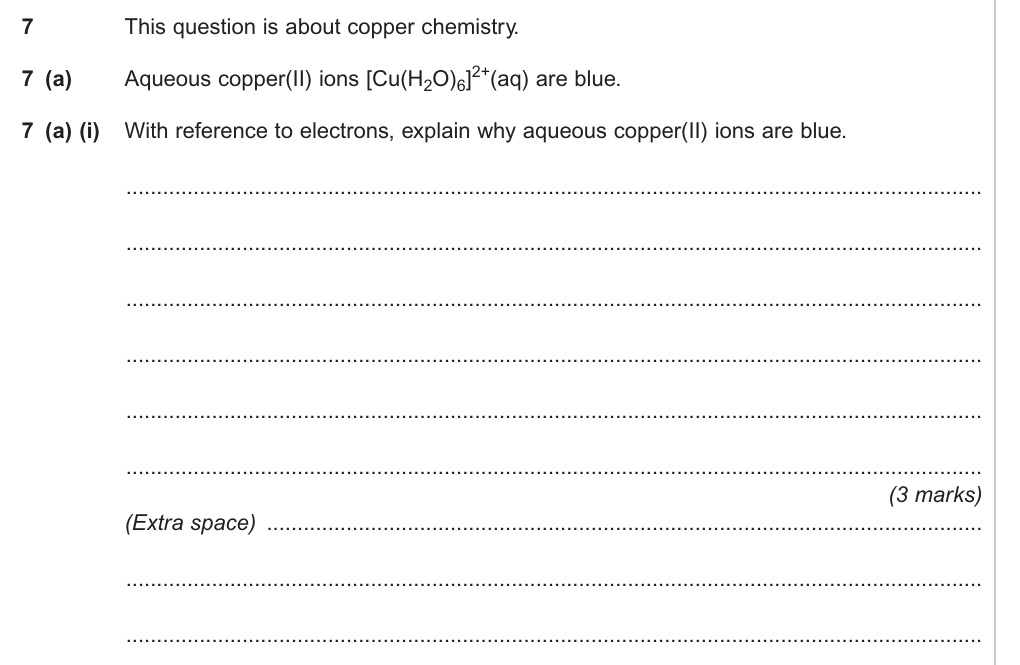 7 This question is about copper chemistry.
7 (a) Aqueous copper(II) ions [Cu(H₂O)₆]²⁺(aq) are blue.
7 (a) (i) With reference to electrons, explain why aqueous copper(II) ions are blue.
(3 marks)
(Extra space)